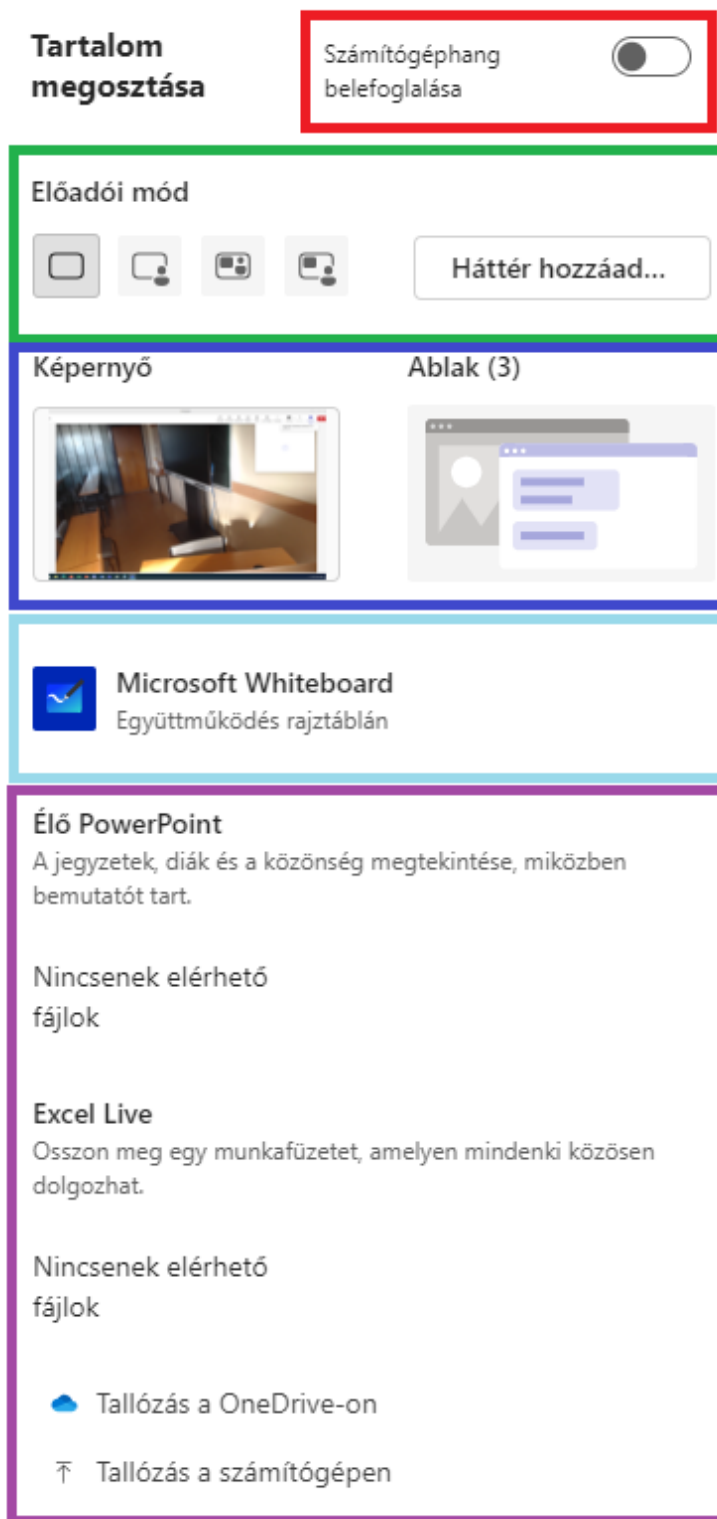 Tartalom
megosztása
Számítógéphang
belefoglalása
Előadói mód
Háttér hozzáad...
Képernyő
Ablak (3)
Microsoft Whiteboard
Együttműködés rajztáblán
Élő PowerPoint
A jegyzetek, diák és a közönség megtekintése, miközben
bemutatót tart.
Nincsenek elérhető
fájlok
Excel Live
Osszon meg egy munkafüzetet, amelyen mindenki közösen
dolgozhat.
Nincsenek elérhető
fájlok
Tallózás a OneDrive-on
Tallózás a számítógépen